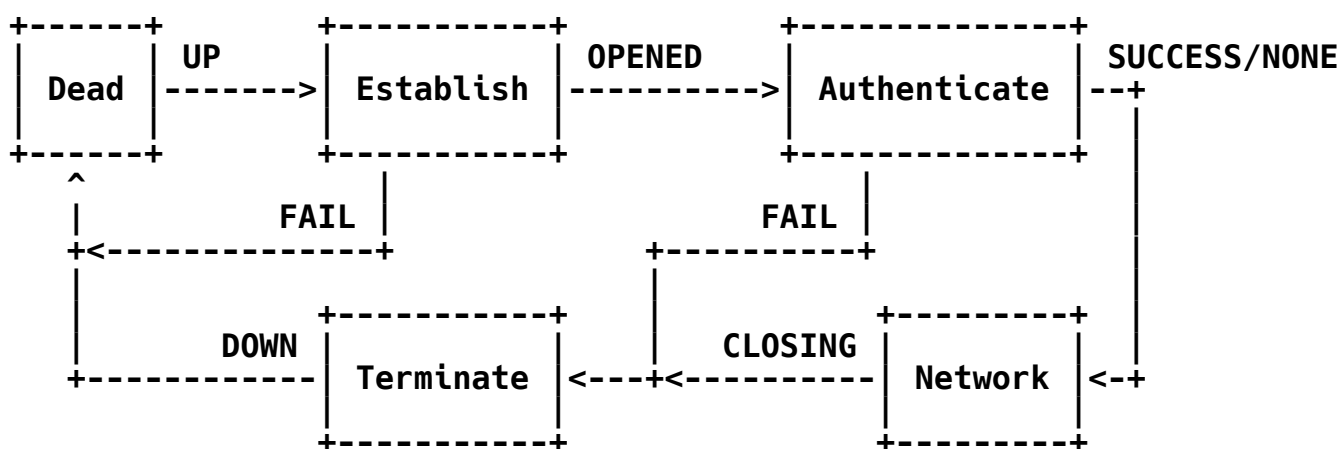 UP OPENED SUCCESS/NONE
Dead Establish Authenticate
FAIL FAIL
DOWN CLOSING
Terminate Network